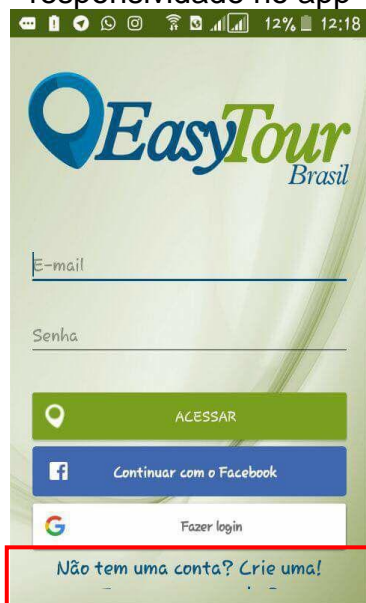 responsividade no app
12% 12:18
EasyTour
Brasil
E-mail
Senha
ACESSAR
Continuar com o Facebook
Fazer login
Não tem uma conta? Crie uma!